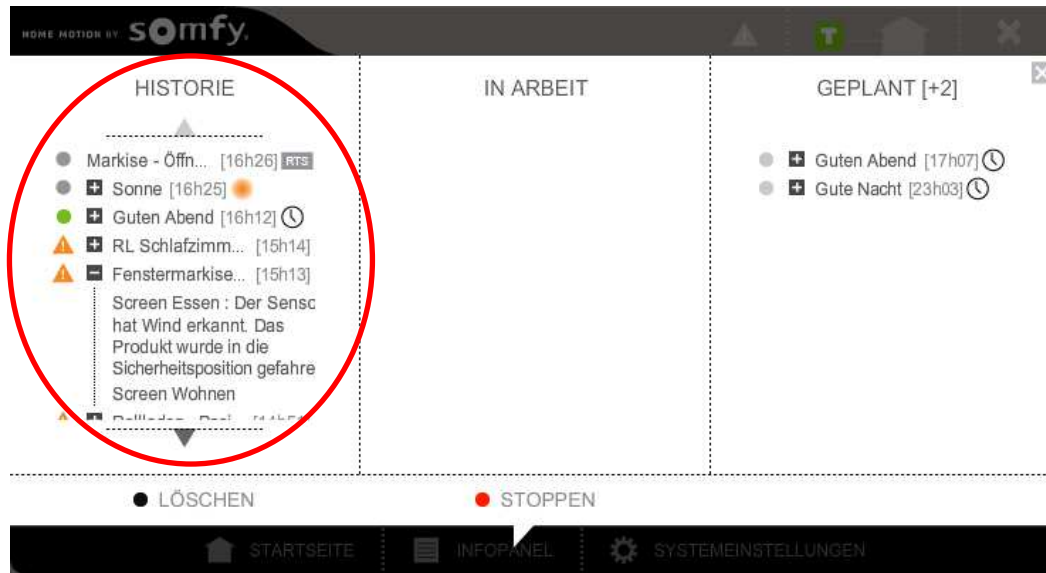 HOME MOTION BY somfy.
HISTORIE
Markise - Öffn... [16h26] RTS
Sonne [16h25]
Guten Abend [16h12]
RL Schlafzimm... [15h14]
Fenstermarkise... [15h13]
Screen Essen : Der Sensc
hat Wind erkannt. Das
Produkt wurde in die
Sicherheitsposition gefahre
Screen Wohnen
IN ARBEIT
GEPLANT [+2]
Guten Abend [17h07]
Gute Nacht [23h03]
LÖSCHEN
STOPPEN
STARTSEITE
INFOPANEL
SYSTEMEINSTELLUNGEN
T